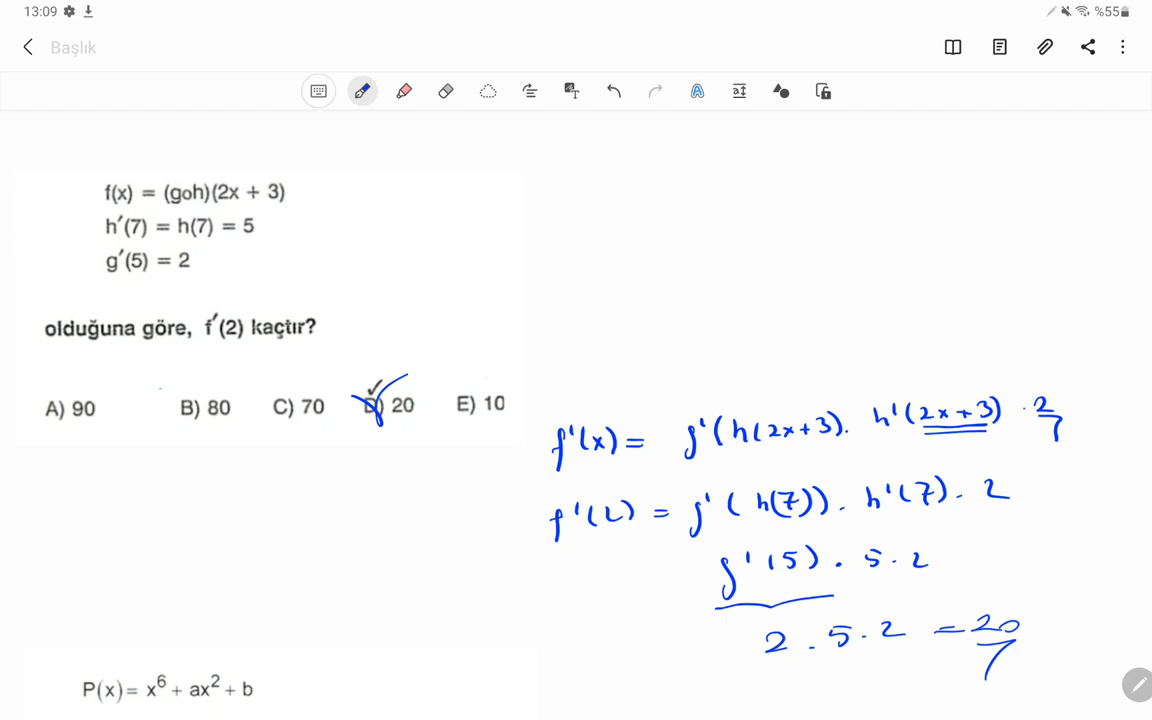 13:09 %55
Başlık
f(x) = (goh)(2x + 3)
h′(7) = h(7) = 5
g′(5) = 2
olduğuna göre, f′(2) kaçtır?
A) 90 B) 80 C) 70 D) 20 E) 10
f'(x) = g'(h(2x+3). h'(2x+3) . 2
f'(2) = g'(h(7)). h'(7). 2
g'(5) . 5 . 2
2 . 5 . 2 = 20
P(x) = x⁶ + ax² + b